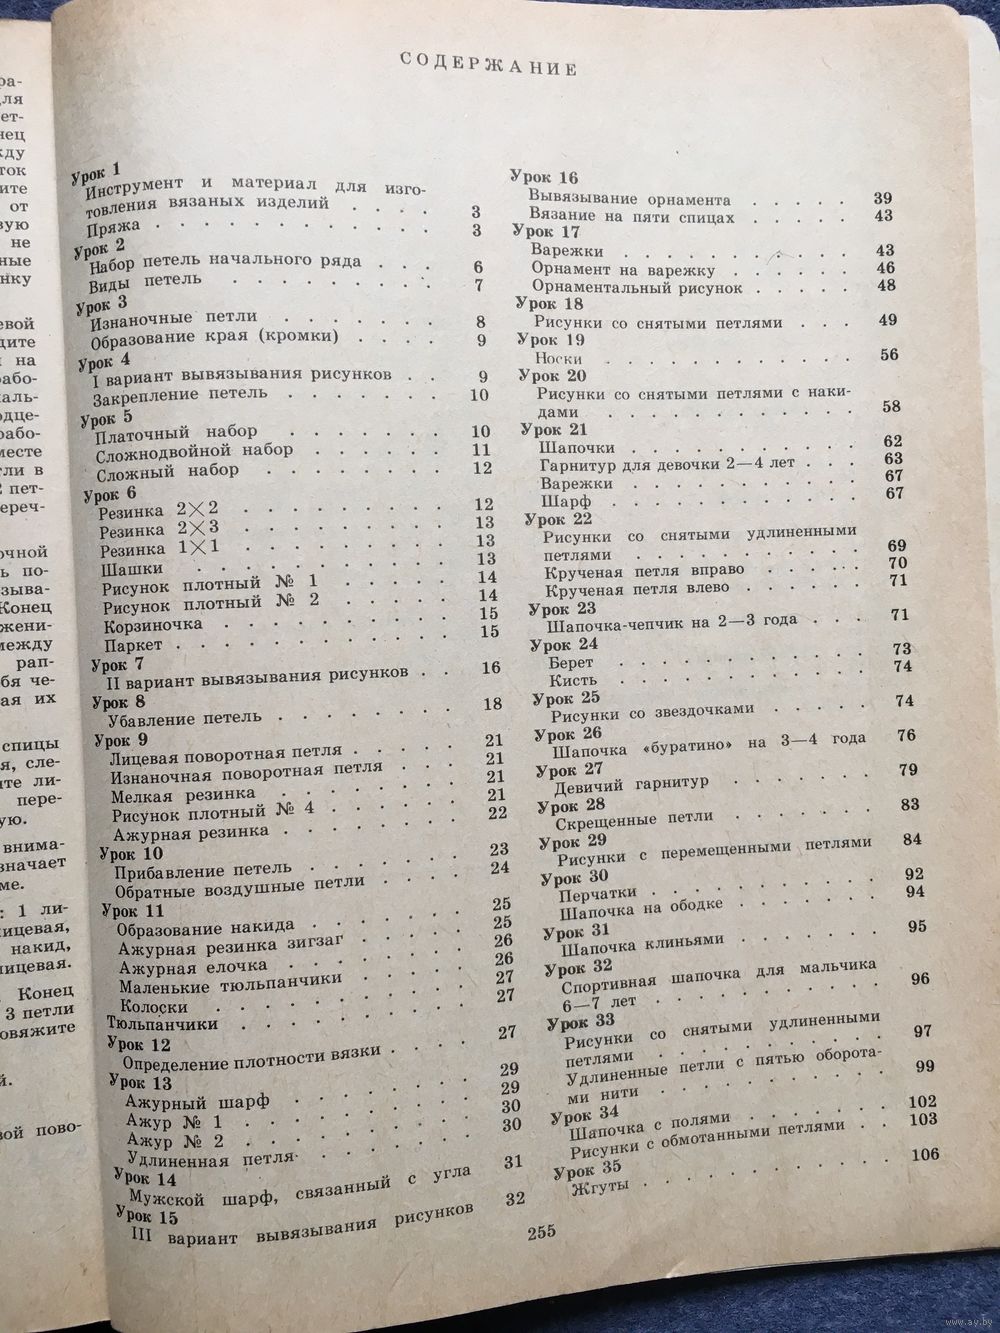 СОДЕРЖАНИЕ
Урок 1
Инструмент и материал для изго-
товления вязаных изделий . . . . 3
Пряжа . . . . . . . . . . . . 3
Урок 2
Набор петель начального ряда . . . 6
Виды петель . . . . . . . . . 7
Урок 3
Изнаночные петли . . . . . . . 8
Образование края (кромки) . . . . 9
Урок 4
I вариант вывязывания рисунков . . 9
Закрепление петель . . . . . . . 10
Урок 5
Платочный набор . . . . . . . 10
Сложнодвойной набор . . . . . . 11
Сложный набор . . . . . . . . 12
Урок 6
Резинка 2×2 . . . . . . . . . 12
Резинка 2×3 . . . . . . . . . 13
Резинка 1×1 . . . . . . . . . 13
Шашки . . . . . . . . . . . 13
Рисунок плотный № 1 . . . . . 14
Рисунок плотный № 2 . . . . . 14
Корзиночка . . . . . . . . . . 15
Паркет . . . . . . . . . . . 15
Урок 7
II вариант вывязывания рисунков . . 16
Урок 8
Убавление петель . . . . . . . 18
Урок 9
Лицевая поворотная петля . . . . 21
Изнаночная поворотная петля . . . 21
Мелкая резинка . . . . . . . . 21
Рисунок плотный № 4 . . . . . . 21
Ажурная резинка . . . . . . . . 22
Урок 10
Прибавление петель . . . . . . 23
Обратные воздушные петли . . . . 24
Урок 11
Образование накида . . . . . . 25
Ажурная резинка зигзаг . . . . . 25
Ажурная елочка . . . . . . . . 26
Маленькие тюльпанчики . . . . . 26
Колоски . . . . . . . . . . 27
Тюльпанчики . . . . . . . . . 27
Урок 12
Определение плотности вязки . . . . 27
Урок 13
Ажурный шарф . . . . . . . . 29
Ажур № 1 . . . . . . . . . 29
Ажур № 2 . . . . . . . . . 30
Удлиненная петля . . . . . . . . 30
Урок 14
Мужской шарф, связанный с угла 31
Урок 15
III вариант вывязывания рисунков 32
Урок 16
Вывязывание орнамента . . . . . 39
Вязание на пяти спицах . . . . . 43
Урок 17
Варежки . . . . . . . . . . 43
Орнамент на варежку . . . . . . 46
Орнаментальный рисунок . . . . . 48
Урок 18
Рисунки со снятыми петлями . . . 49
Урок 19
Носки . . . . . . . . . . . 56
Урок 20
Рисунки со снятыми петлями с наки-
дами . . . . . . . . . . . 58
Урок 21
Шапочки . . . . . . . . . . 62
Гарнитур для девочки 2—4 лет . . . 63
Варежки . . . . . . . . . . 67
Шарф . . . . . . . . . . . 67
Урок 22
Рисунки со снятыми удлиненными
петлями . . . . . . . . . . 69
Крученая петля вправо . . . . . 70
Крученая петля влево . . . . . . 71
Урок 23
Шапочка-чепчик на 2—3 года . . . 71
Урок 24
Берет . . . . . . . . . . . 73
Кисть . . . . . . . . . . . 74
Урок 25
Рисунки со звездочками . . . . . 74
Урок 26
Шапочка «буратино» на 3—4 года 76
Урок 27
Девичий гарнитур . . . . . . . 79
Урок 28
Скрещенные петли . . . . . . . 83
Урок 29
Рисунки с перемещенными петлями 84
Урок 30
Перчатки . . . . . . . . . . 92
Шапочка на ободке . . . . . . . 94
Урок 31
Шапочка клиньями . . . . . . . 95
Урок 32
Спортивная шапочка для мальчика
6—7 лет . . . . . . . . . . 96
Урок 33
Рисунки со снятыми удлиненными
петлями . . . . . . . . . . 97
Удлиненные петли с пятью оборота-
ми нити . . . . . . . . . . 99
Урок 34
Шапочка с полями . . . . . . . 102
Рисунки с обмотанными петлями . . 103
Урок 35
Жгуты . . . . . . . . . . . 106
255
www.ay.by